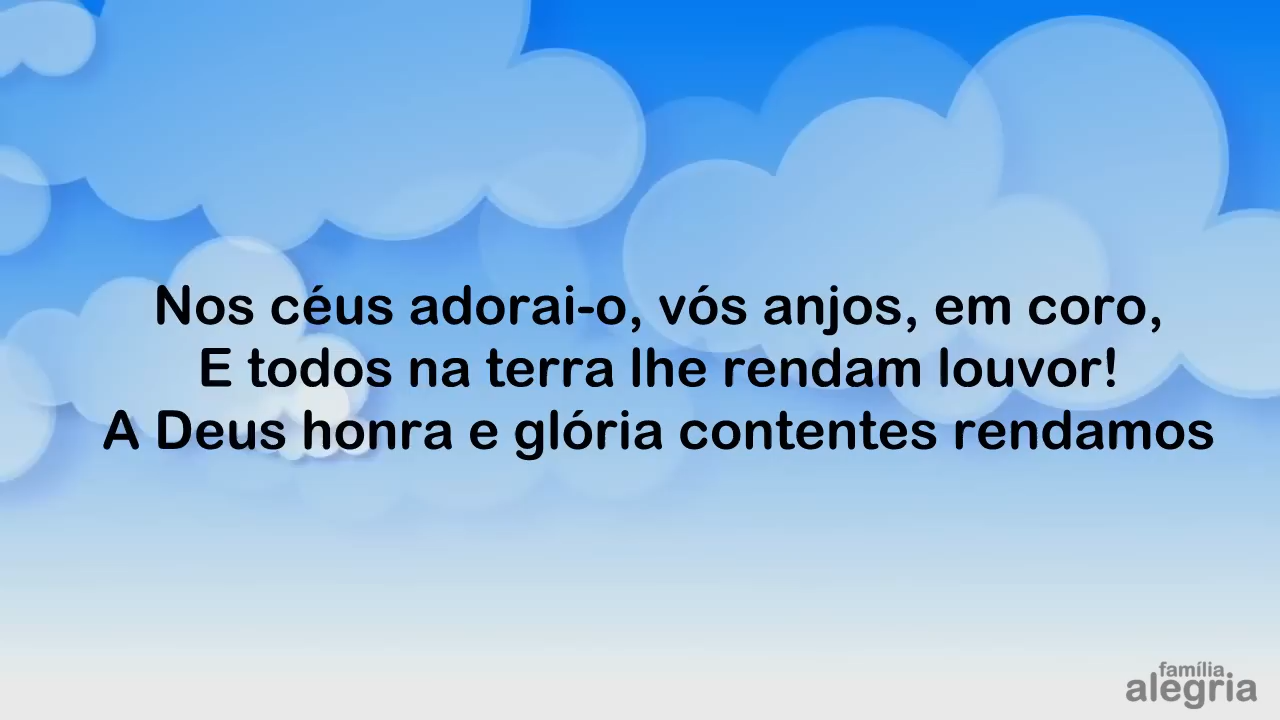 Nos céus adorai-o, vós anjos, em coro,
E todos na terra lhe rendam louvor!
A Deus honra e glória contentes rendamos
família
alegria